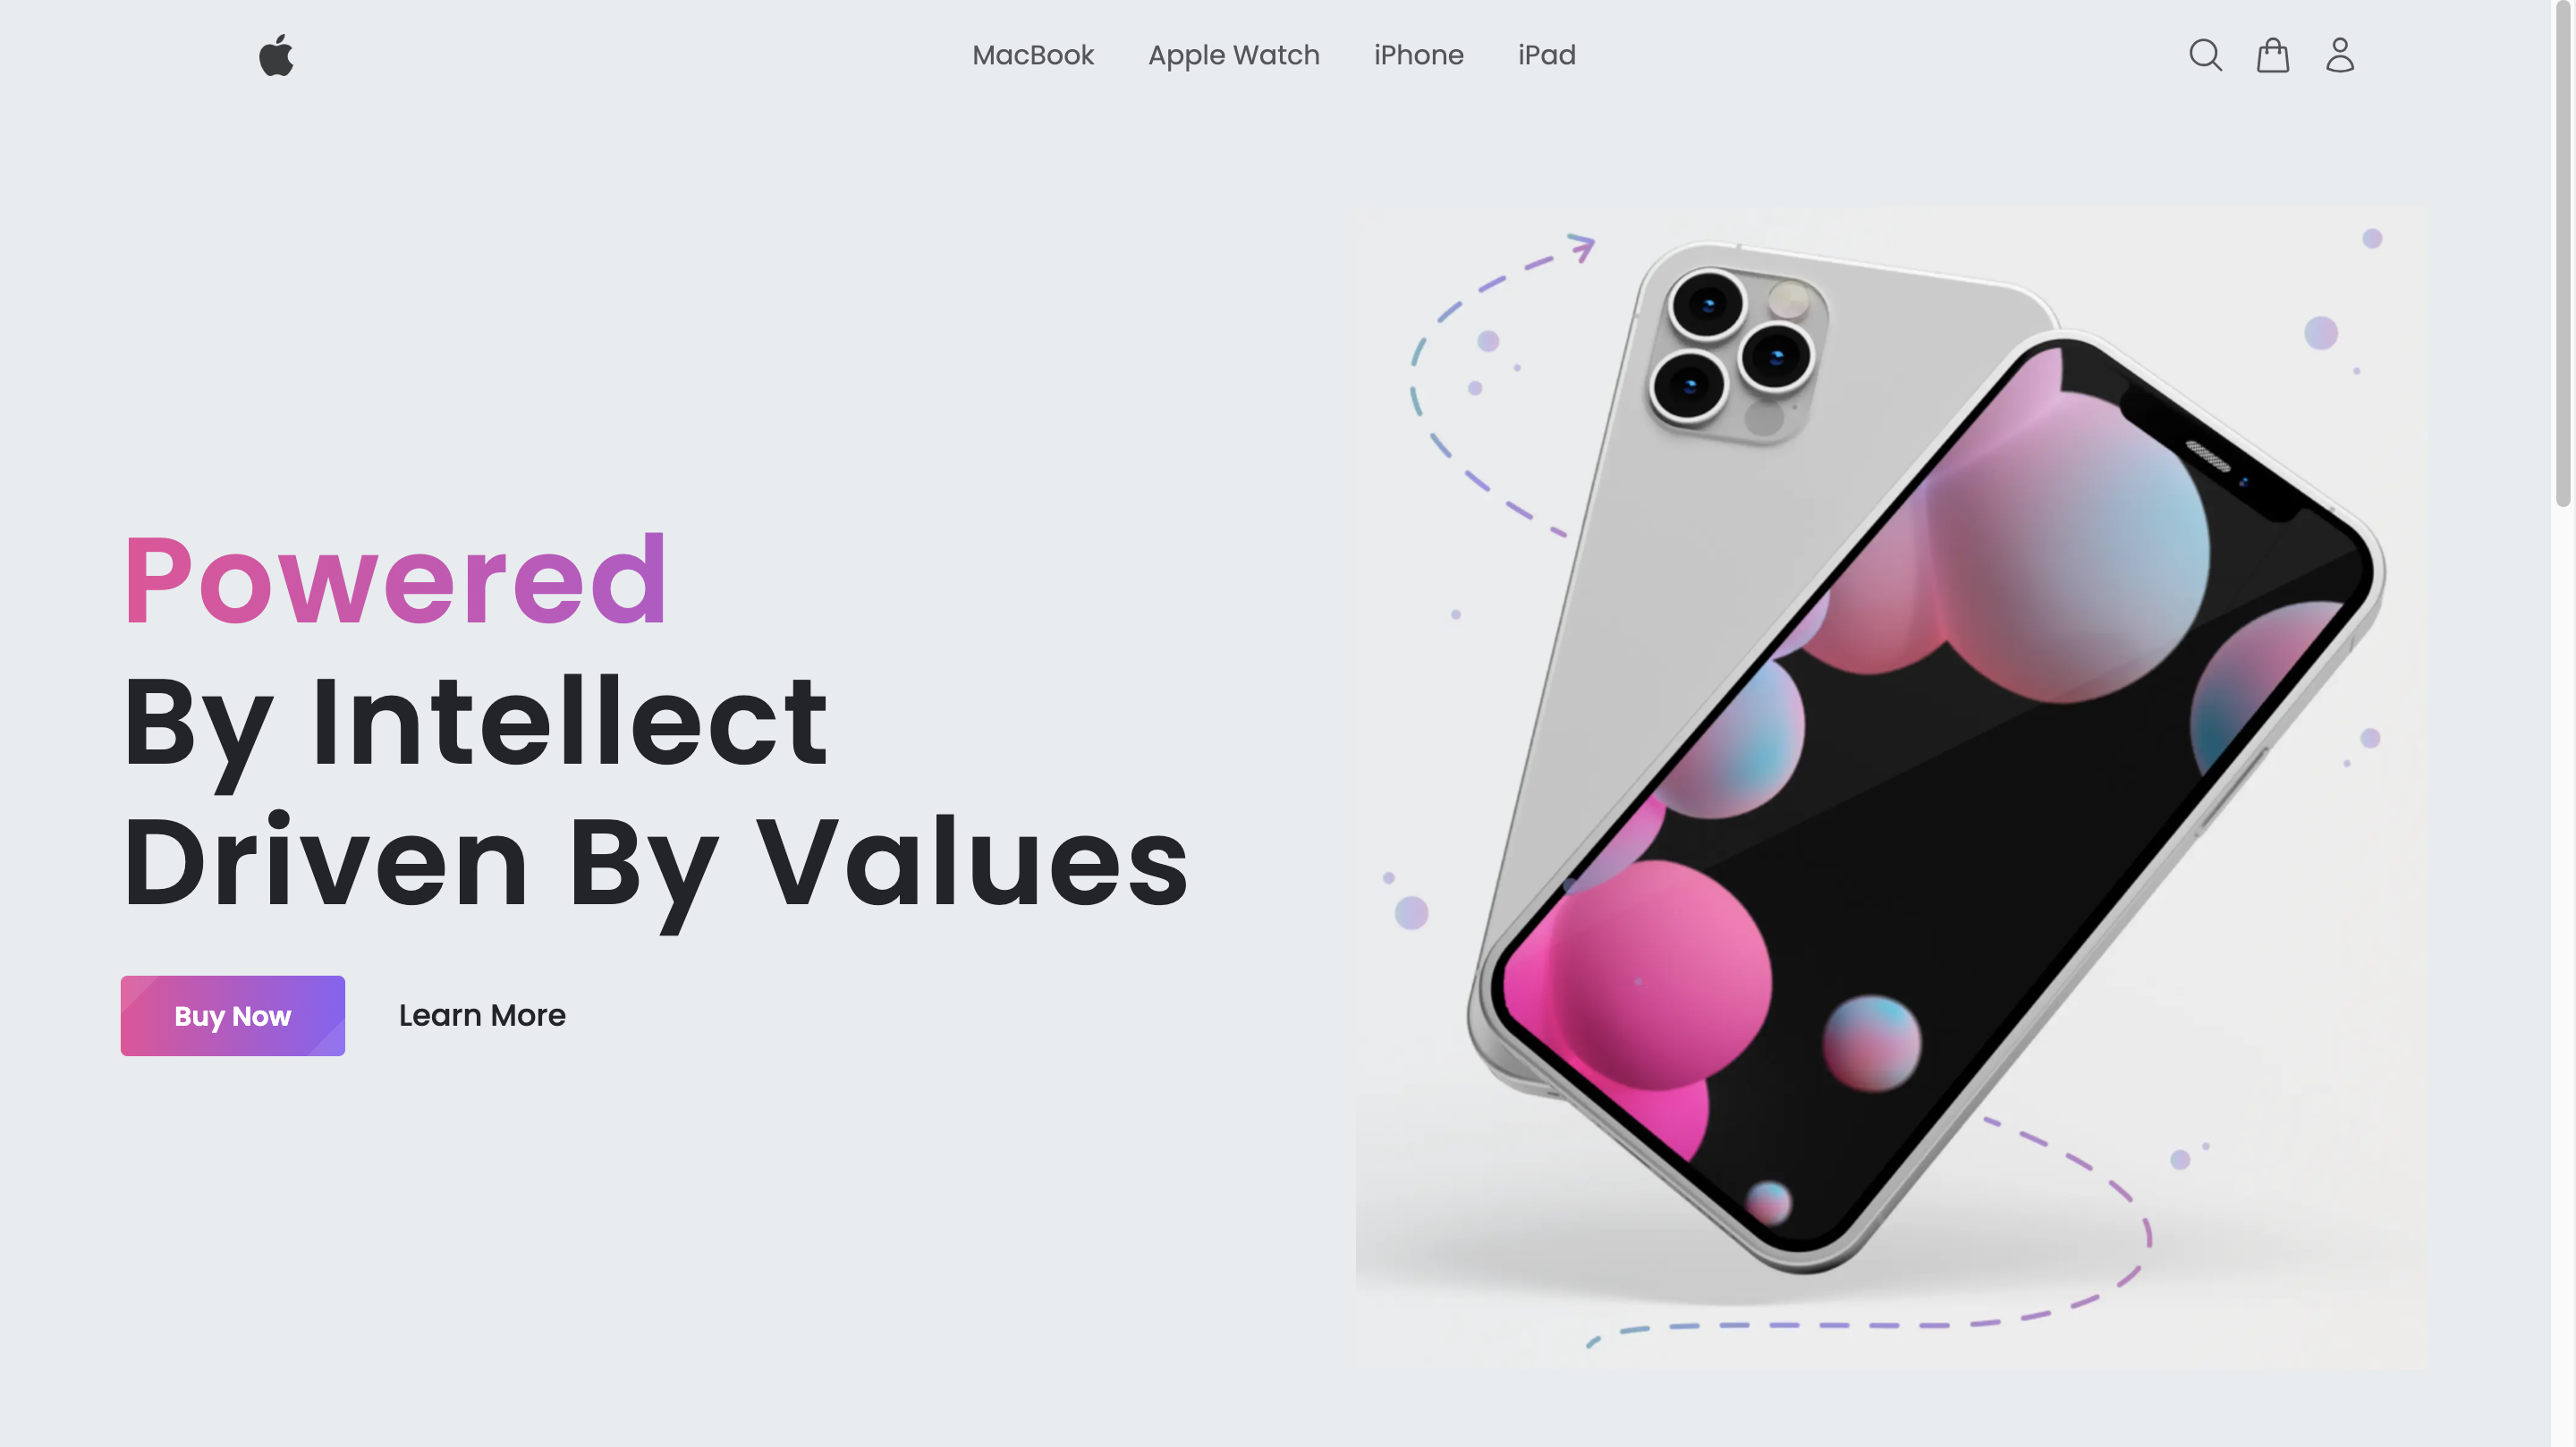 MacBook Apple Watch iPhone iPad
Powered
By Intellect
Driven By Values
Buy Now Learn More